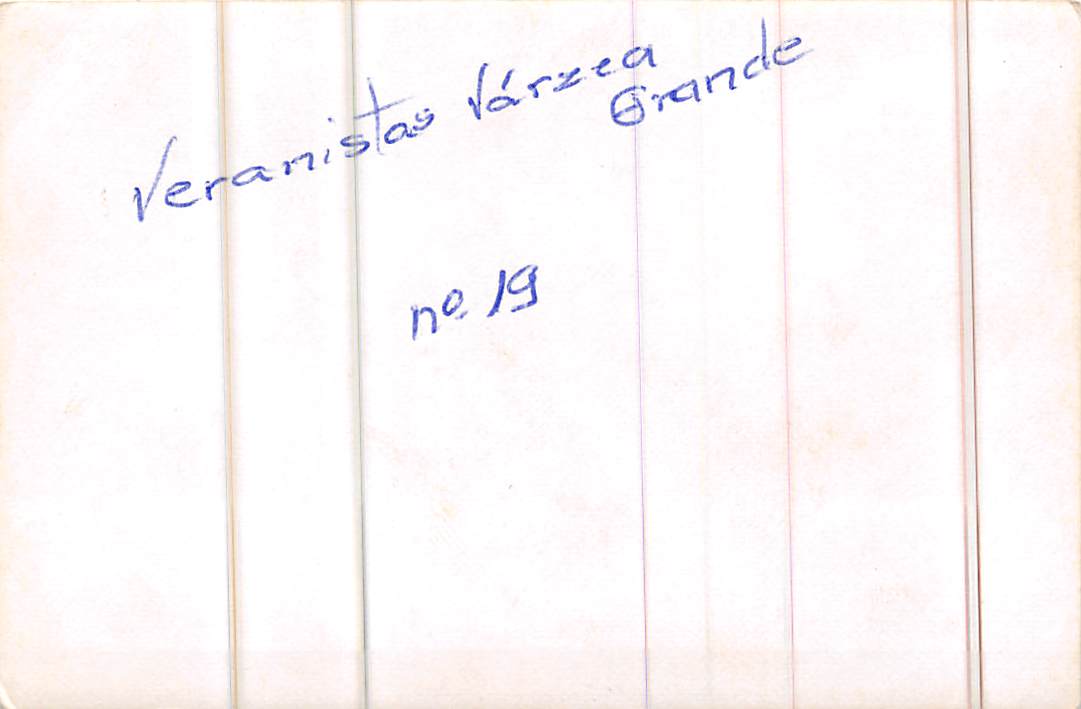 Veranistas Várzea
Grande
nº 19